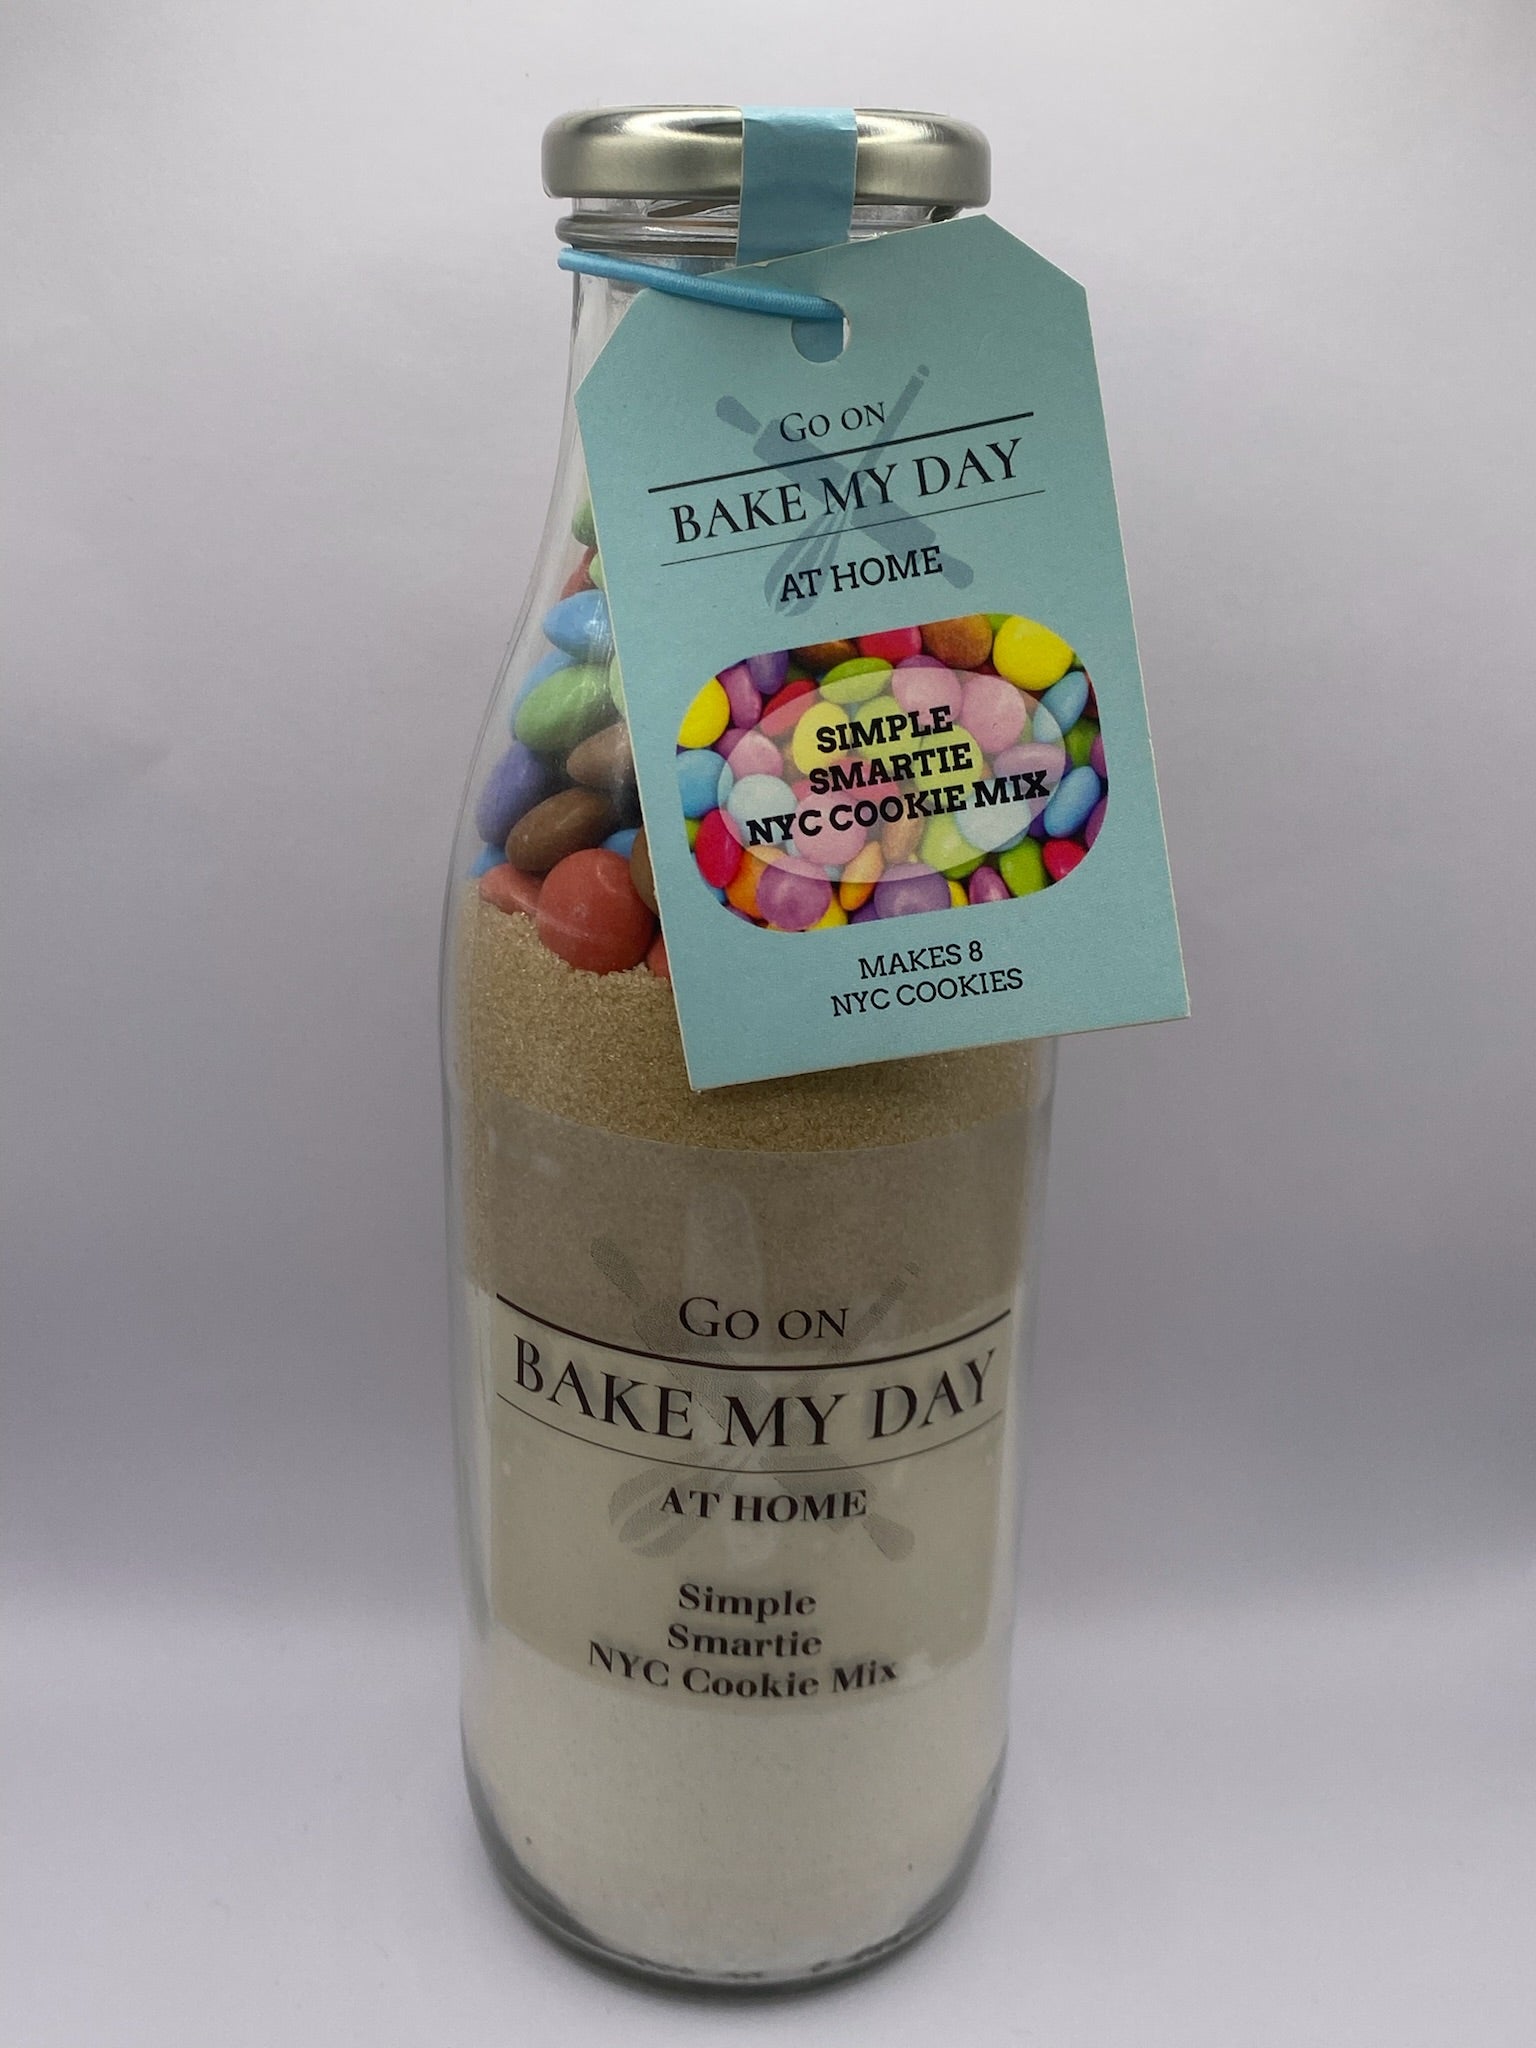 GO ON
BAKE MY DAY
AT HOME
SIMPLE
SMARTIE
NYC COOKIE MIX
MAKES 8
NYC COOKIES
GO ON
BAKE MY DAY
AT HOME
Simple
Smartie
NYC Cookie Mix